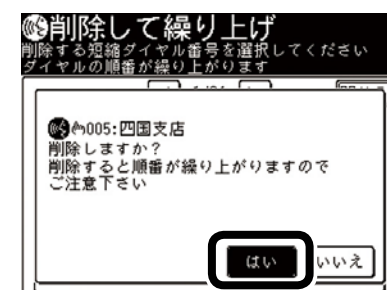 削除して繰り上げ
削除する短縮ダイヤル番号を選択してください
ダイヤルの順番が繰り上がります
005:四国支店
削除しますか?
削除すると順番が繰り上がりますので
ご注意下さい
はい
いいえ